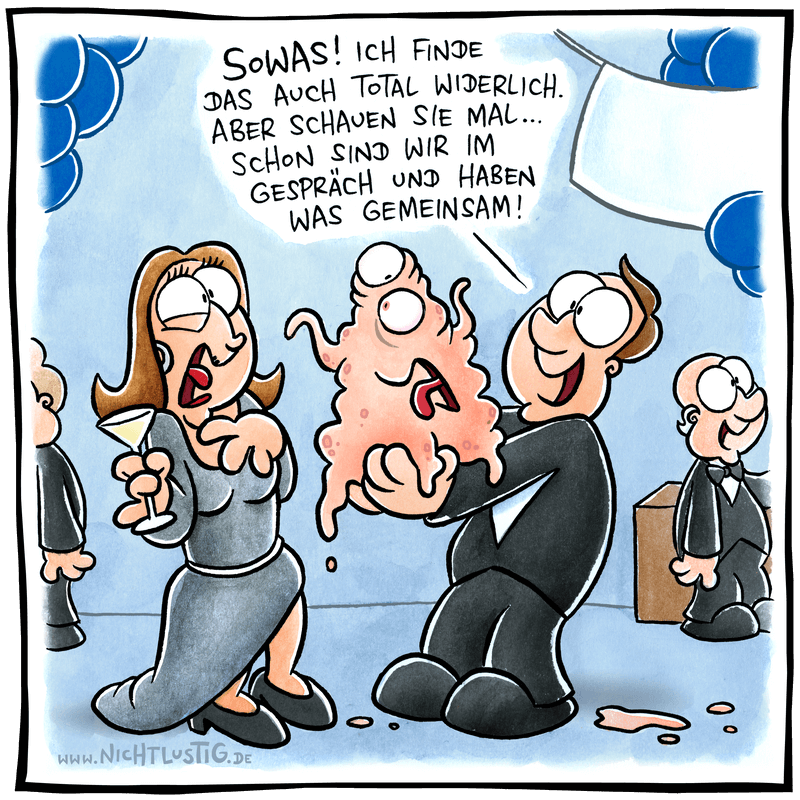 SOWAS! ICH FINDE
DAS AUCH TOTAL WIDERLICH.
ABER SCHAUEN SIE MAL...
SCHON SIND WIR IM
GESPRÄCH UND HABEN
WAS GEMEINSAM!
WWW.NICHTLUSTIG.DE